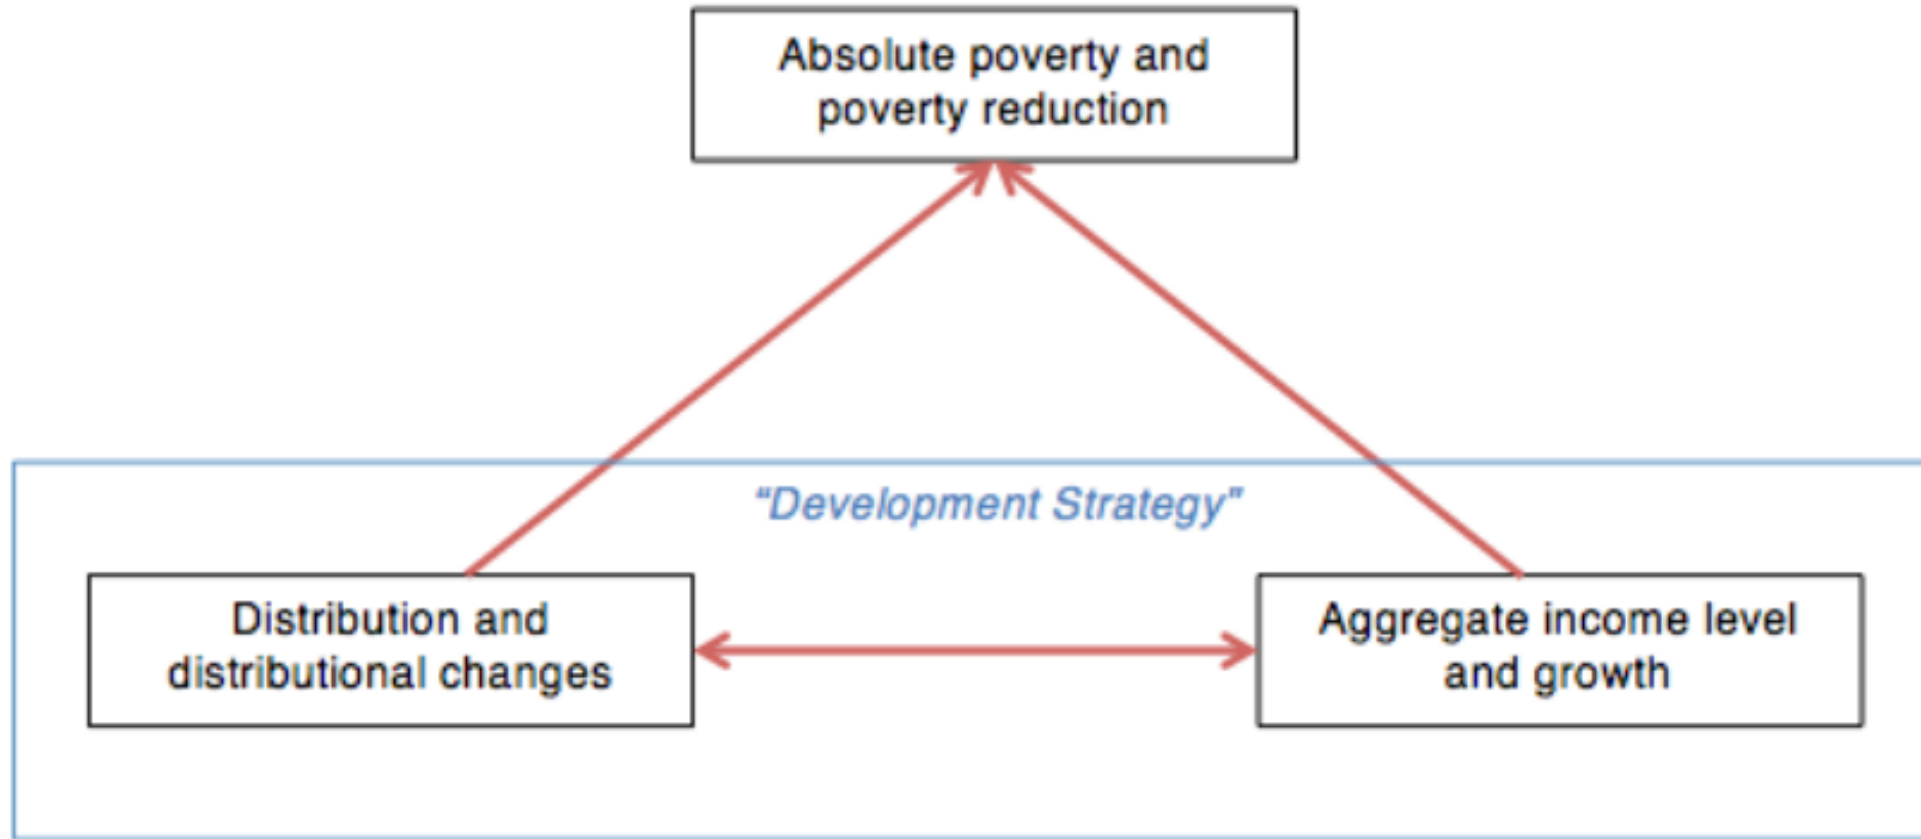 Absolute poverty and
poverty reduction
“Development Strategy”
Distribution and
distributional changes
Aggregate income level
and growth